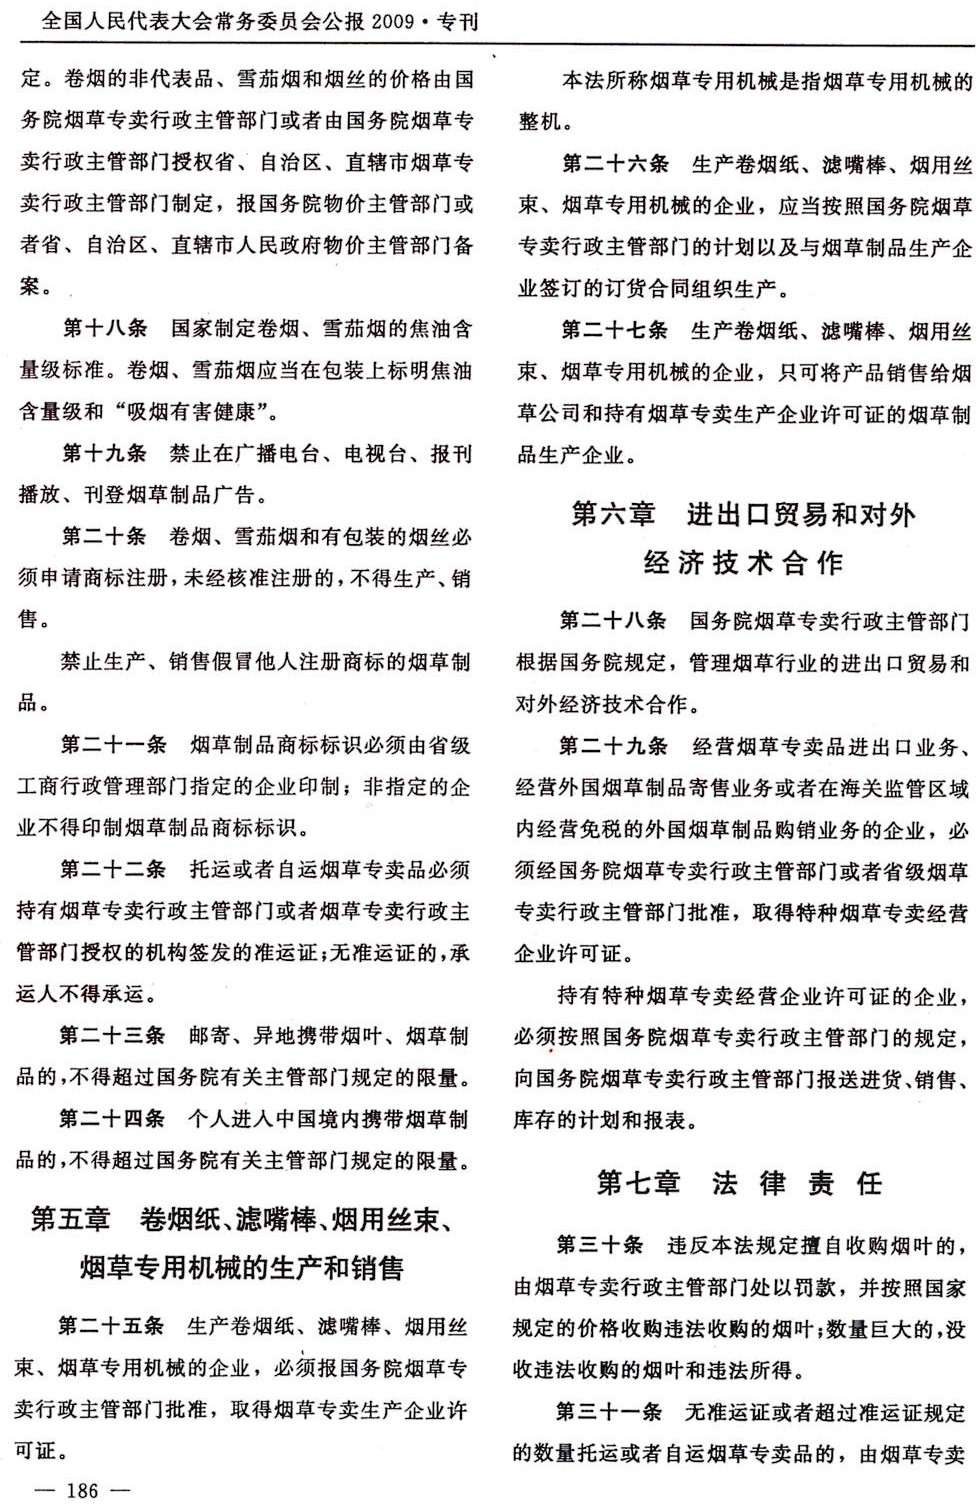 全国人民代表大会常务委员会公报2009·专刊
定。卷烟的非代表品、雪茄烟和烟丝的价格由国
务院烟草专卖行政主管部门或者由国务院烟草专
卖行政主管部门授权省、自治区、直辖市烟草专
卖行政主管部门制定，报国务院物价主管部门或
者省、自治区、直辖市人民政府物价主管部门备
案。
第十八条　国家制定卷烟、雪茄烟的焦油含
量级标准。卷烟、雪茄烟应当在包装上标明焦油
含量级和“吸烟有害健康”。
第十九条　禁止在广播电台、电视台、报刊
播放、刊登烟草制品广告。
第二十条　卷烟、雪茄烟和有包装的烟丝必
须申请商标注册，未经核准注册的，不得生产、销
售。
禁止生产、销售假冒他人注册商标的烟草制
品。
第二十一条　烟草制品商标标识必须由省级
工商行政管理部门指定的企业印制；非指定的企
业不得印制烟草制品商标标识。
第二十二条　托运或者自运烟草专卖品必须
持有烟草专卖行政主管部门或者烟草专卖行政主
管部门授权的机构签发的准运证；无准运证的，承
运人不得承运。
第二十三条　邮寄、异地携带烟叶、烟草制
品的，不得超过国务院有关主管部门规定的限量。
第二十四条　个人进入中国境内携带烟草制
品的，不得超过国务院有关主管部门规定的限量。
第五章　卷烟纸、滤嘴棒、烟用丝束、
烟草专用机械的生产和销售
第二十五条　生产卷烟纸、滤嘴棒、烟用丝
束、烟草专用机械的企业，必须报国务院烟草专
卖行政主管部门批准，取得烟草专卖生产企业许
可证。
本法所称烟草专用机械是指烟草专用机械的
整机。
第二十六条　生产卷烟纸、滤嘴棒、烟用丝
束、烟草专用机械的企业，应当按照国务院烟草
专卖行政主管部门的计划以及与烟草制品生产企
业签订的订货合同组织生产。
第二十七条　生产卷烟纸、滤嘴棒、烟用丝
束、烟草专用机械的企业，只可将产品销售给烟
草公司和持有烟草专卖生产企业许可证的烟草制
品生产企业。
第六章　进出口贸易和对外
经济技术合作
第二十八条　国务院烟草专卖行政主管部门
根据国务院规定，管理烟草行业的进出口贸易和
对外经济技术合作。
第二十九条　经营烟草专卖品进出口业务、
经营外国烟草制品寄售业务或者在海关监管区域
内经营免税的外国烟草制品购销业务的企业，必
须经国务院烟草专卖行政主管部门或者省级烟草
专卖行政主管部门批准，取得特种烟草专卖经营
企业许可证。
持有特种烟草专卖经营企业许可证的企业，
必须按照国务院烟草专卖行政主管部门的规定，
向国务院烟草专卖行政主管部门报送进货、销售、
库存的计划和报表。
第七章　法律责任
第三十条　违反本法规定擅自收购烟叶的，
由烟草专卖行政主管部门处以罚款，并按照国家
规定的价格收购违法收购的烟叶；数量巨大的，没
收违法收购的烟叶和违法所得。
第三十一条　无准运证或者超过准运证规定
的数量托运或者自运烟草专卖品的，由烟草专卖
— 186 —